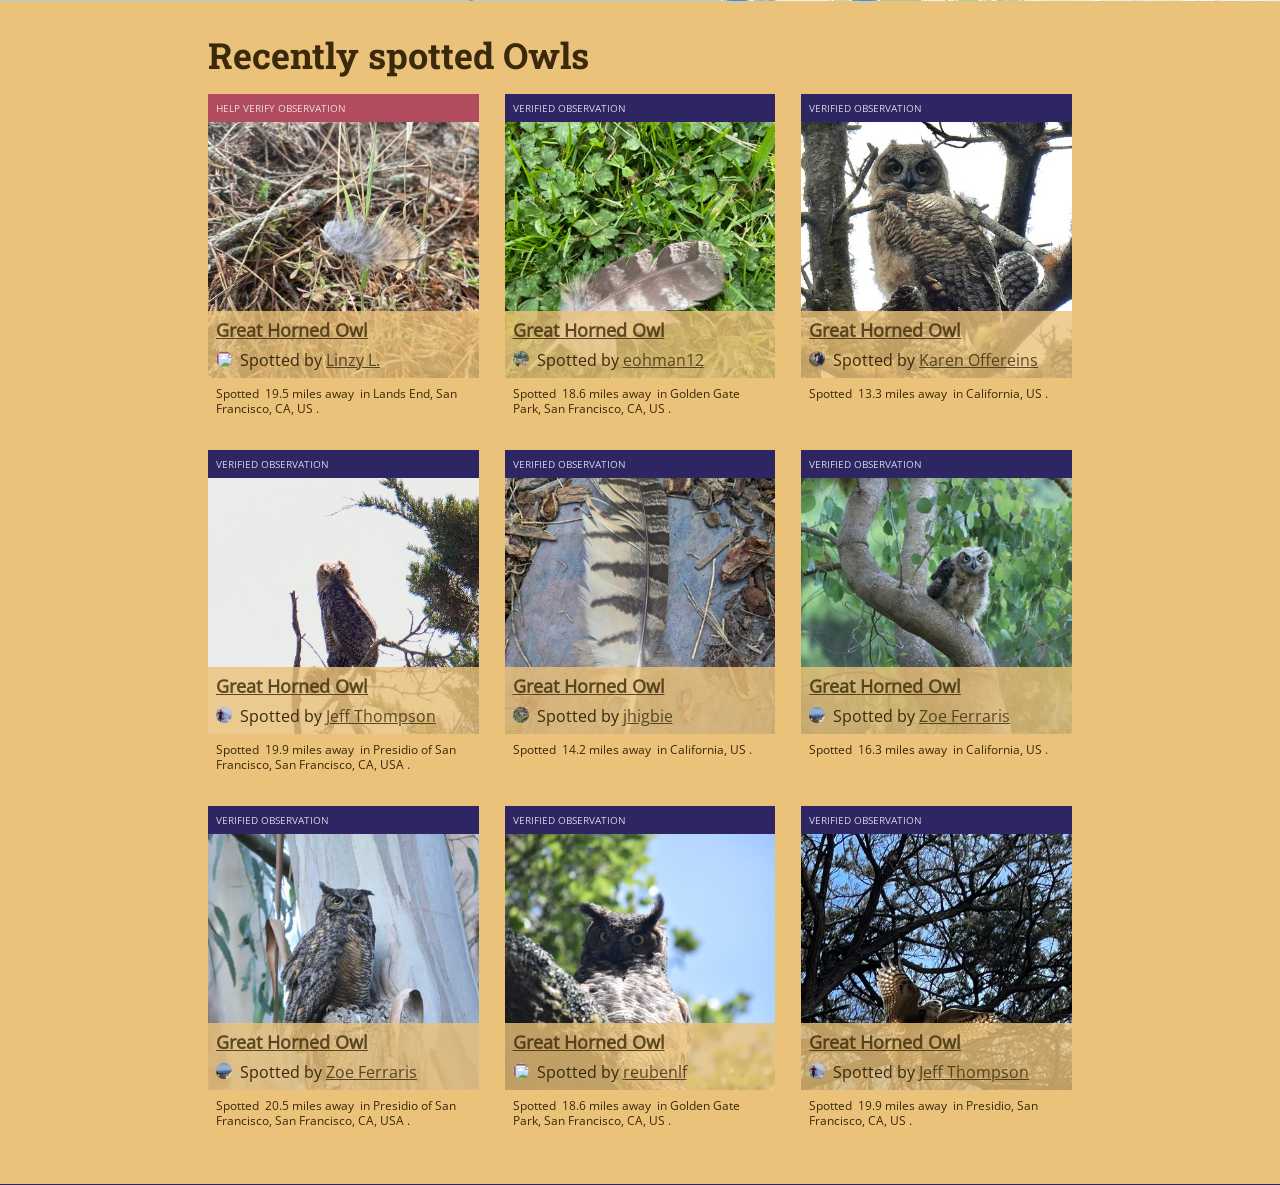 Recently spotted Owls
HELP VERIFY OBSERVATION
Great Horned Owl
Spotted by Linzy L.
Spotted 19.5 miles away in Lands End, San
Francisco, CA, US .
VERIFIED OBSERVATION
Great Horned Owl
Spotted by eohman12
Spotted 18.6 miles away in Golden Gate
Park, San Francisco, CA, US .
VERIFIED OBSERVATION
Great Horned Owl
Spotted by Karen Offereins
Spotted 13.3 miles away in California, US .
VERIFIED OBSERVATION
Great Horned Owl
Spotted by Jeff Thompson
Spotted 19.9 miles away in Presidio of San
Francisco, San Francisco, CA, USA .
VERIFIED OBSERVATION
Great Horned Owl
Spotted by jhigbie
Spotted 14.2 miles away in California, US .
VERIFIED OBSERVATION
Great Horned Owl
Spotted by Zoe Ferraris
Spotted 16.3 miles away in California, US .
VERIFIED OBSERVATION
Great Horned Owl
Spotted by Zoe Ferraris
Spotted 20.5 miles away in Presidio of San
Francisco, San Francisco, CA, USA .
VERIFIED OBSERVATION
Great Horned Owl
Spotted by reubenlf
Spotted 18.6 miles away in Golden Gate
Park, San Francisco, CA, US .
VERIFIED OBSERVATION
Great Horned Owl
Spotted by Jeff Thompson
Spotted 19.9 miles away in Presidio, San
Francisco, CA, US .